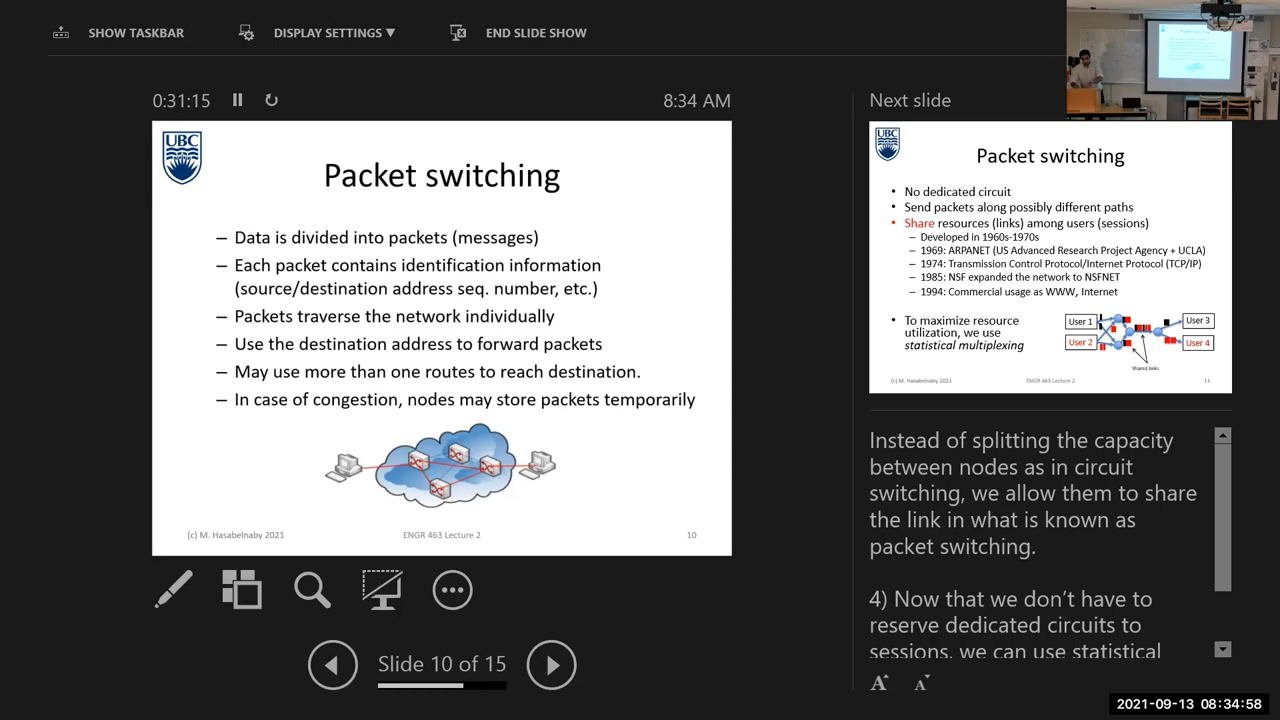 SHOW TASKBAR
DISPLAY SETTINGS ▼
END SLIDE SHOW
0:31:15
8:34 AM
UBC
Packet switching
– Data is divided into packets (messages)
– Each packet contains identification information
(source/destination address seq. number, etc.)
– Packets traverse the network individually
– Use the destination address to forward packets
– May use more than one routes to reach destination.
– In case of congestion, nodes may store packets temporarily
(c) M. Hasabelnaby 2021
ENGR 463 Lecture 2
10
Slide 10 of 15
Next slide
UBC
Packet switching
• No dedicated circuit
• Send packets along possibly different paths
• Share resources (links) among users (sessions)
– Developed in 1960s-1970s
– 1969: ARPANET (US Advanced Research Project Agency + UCLA)
– 1974: Transmission Control Protocol/Internet Protocol (TCP/IP)
– 1985: NSF expanded the network to NSFNET
– 1994: Commercial usage as WWW, Internet
• To maximize resource
utilization, we use
statistical multiplexing
User 1
User 2
User 3
User 4
Shared links
(c) M. Hasabelnaby 2021
ENGR 463 Lecture 2
11
Instead of splitting the capacity
between nodes as in circuit
switching, we allow them to share
the link in what is known as
packet switching.
4) Now that we don't have to
reserve dedicated circuits to
sessions, we can use statistical
A A
2021-09-13 08:34:58